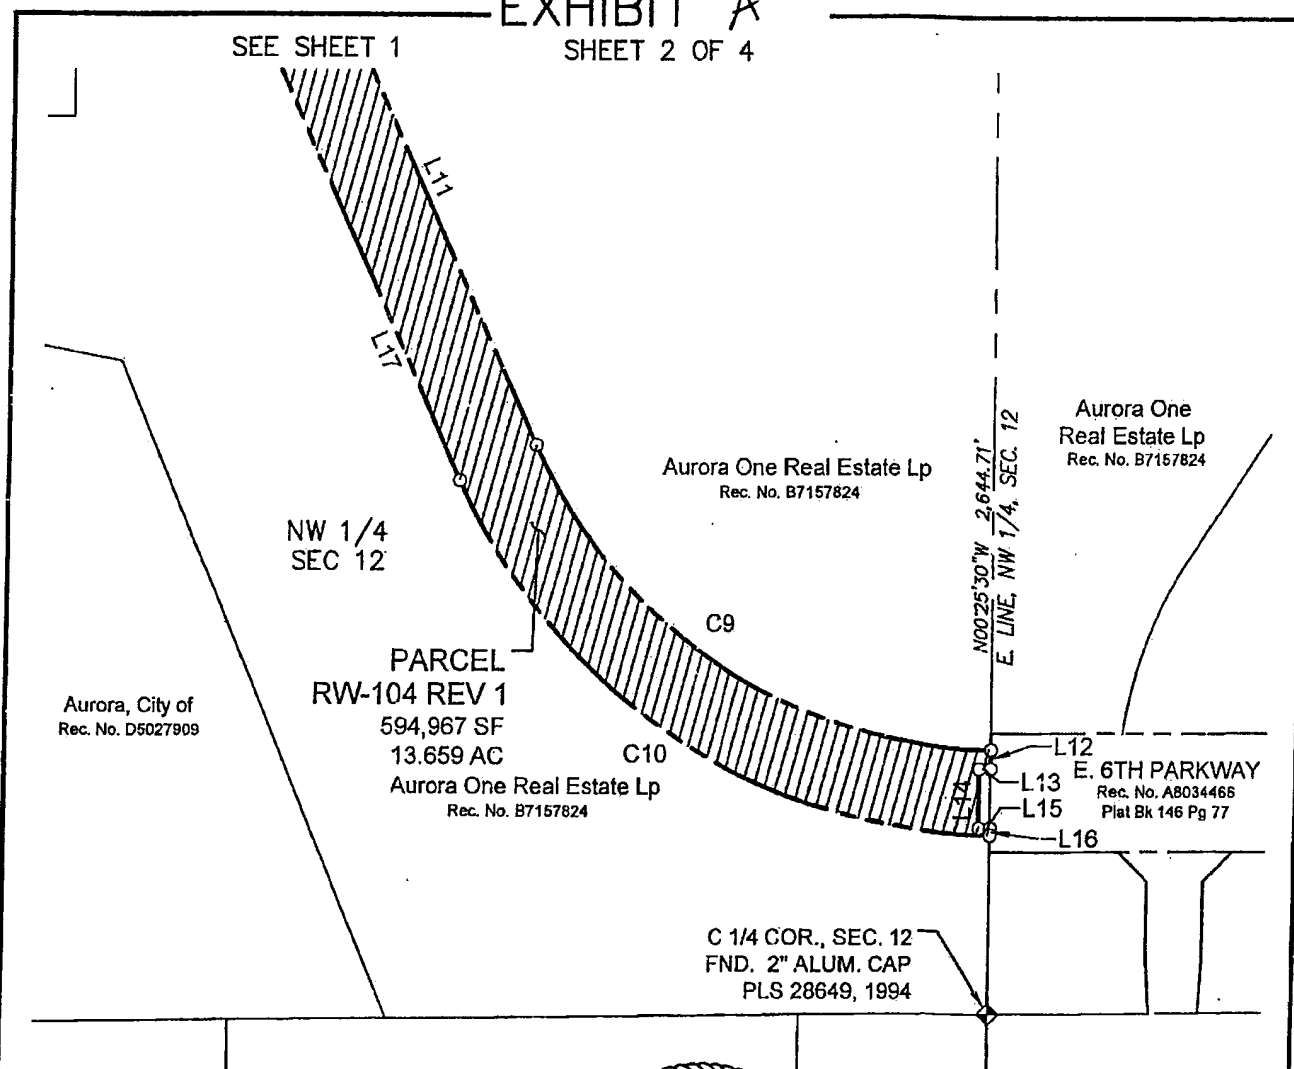 EXHIBIT A
SHEET 2 OF 4
SEE SHEET 1
L11
L17
Aurora One
Real Estate Lp
Rec. No. B7157824
Aurora One Real Estate Lp
Rec. No. B7157824
N00°25'30"W 2,644.71'
E. LINE, NW 1/4, SEC. 12
NW 1/4
SEC 12
C9
PARCEL
RW-104 REV 1
594,967 SF
13.659 AC
Aurora One Real Estate Lp
Rec. No. B7157824
C10
Aurora, City of
Rec. No. D5027909
L12
E. 6TH PARKWAY
Rec. No. A8034466
Plat Bk 146 Pg 77
L13
L14
L15
L16
C 1/4 COR., SEC. 12
FND. 2" ALUM. CAP
PLS 28649, 1994